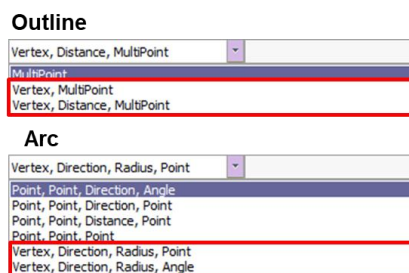 Outline
Vertex, Distance, MultiPoint
MultiPoint
Vertex, MultiPoint
Vertex, Distance, MultiPoint
Arc
Vertex, Direction, Radius, Point
Point, Point, Direction, Angle
Point, Point, Direction, Point
Point, Point, Distance, Point
Point, Point, Point
Vertex, Direction, Radius, Point
Vertex, Direction, Radius, Angle